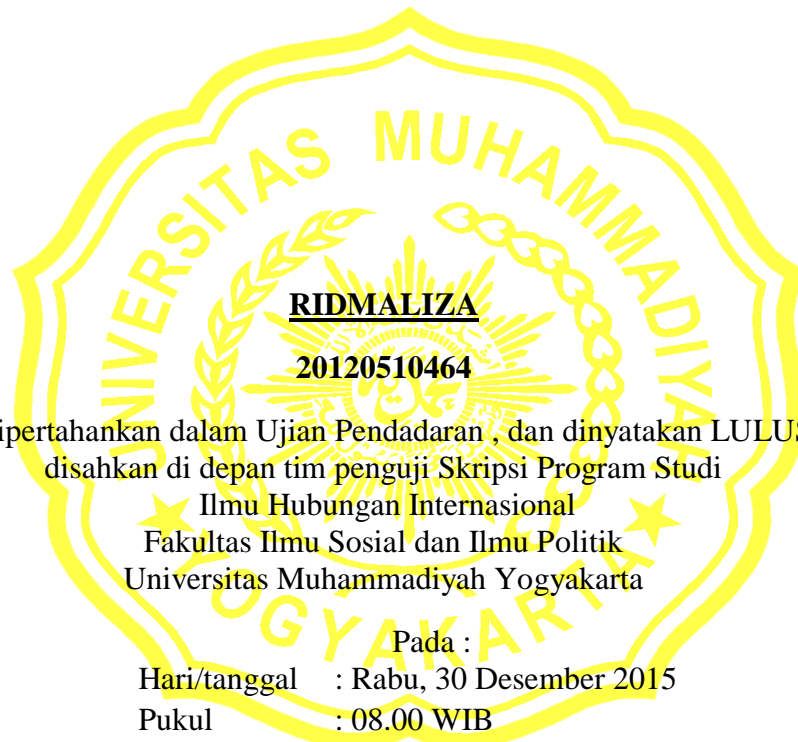 UNIVERSITAS MUHAMMADIYAH
YOGYAKARTA
RIDMALIZA
20120510464
ipertahankan dalam Ujian Pendadaran , dan dinyatakan LULUS
disahkan di depan tim penguji Skripsi Program Studi
Ilmu Hubungan Internasional
Fakultas Ilmu Sosial dan Ilmu Politik
Universitas Muhammadiyah Yogyakarta
Pada :
Hari/tanggal : Rabu, 30 Desember 2015
Pukul : 08.00 WIB